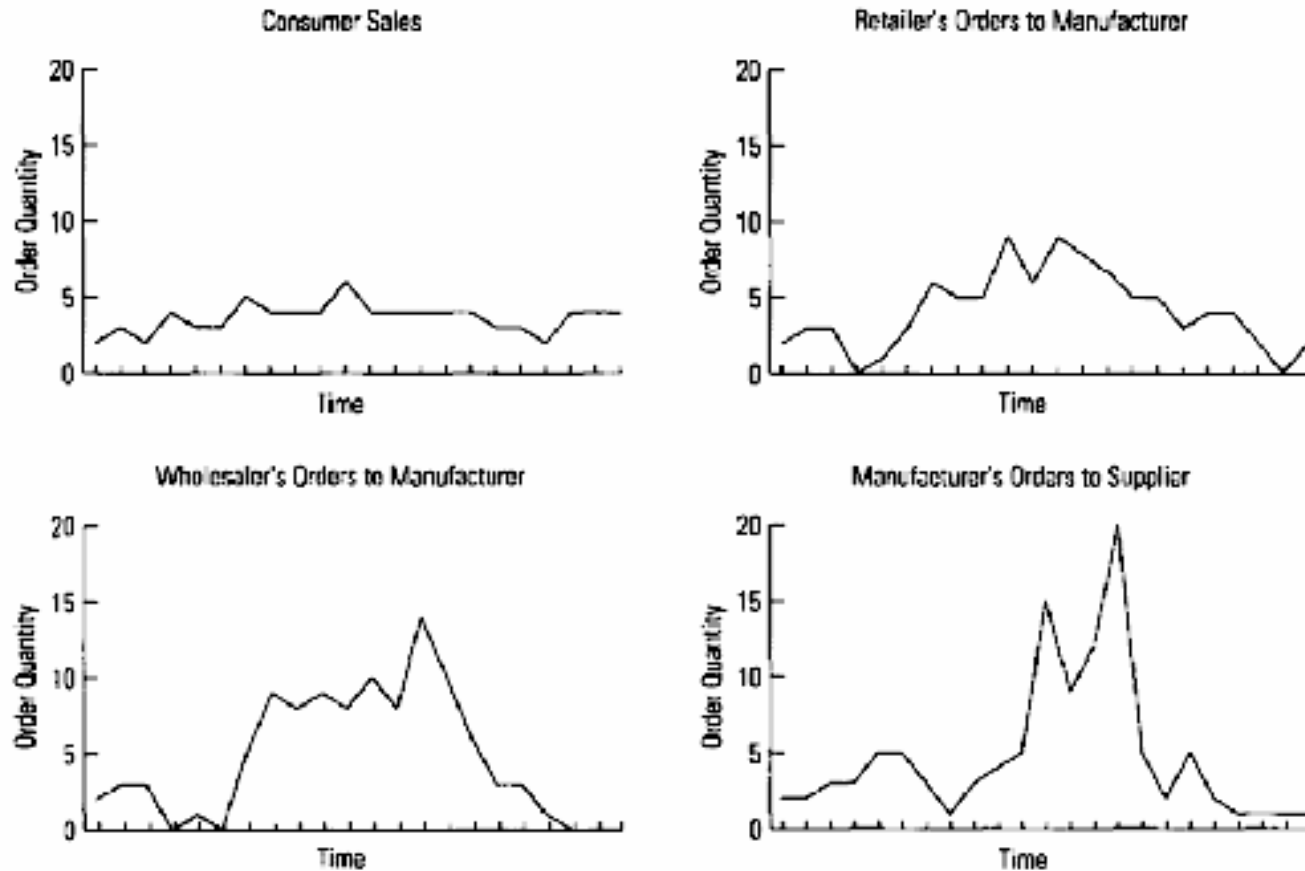 Consumer Sales
20
15
10
5
0
Order Quantity
Time
Retailer's Orders to Manufacturer
20
15
10
5
0
Order Quantity
Time
Wholesaler's Orders to Manufacturer
20
15
10
5
0
Order Quantity
Time
Manufacturer's Orders to Supplier
20
15
10
5
0
Order Quantity
Time